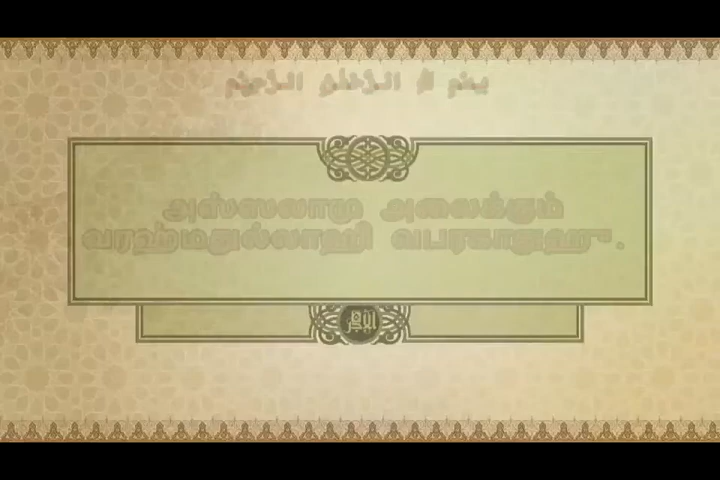 بسم الله الرحمن الرحيم
அஸ்ஸலாமு அலைக்கும்
வரஹ்மதுல்லாஹி வபரகாதுஹு".